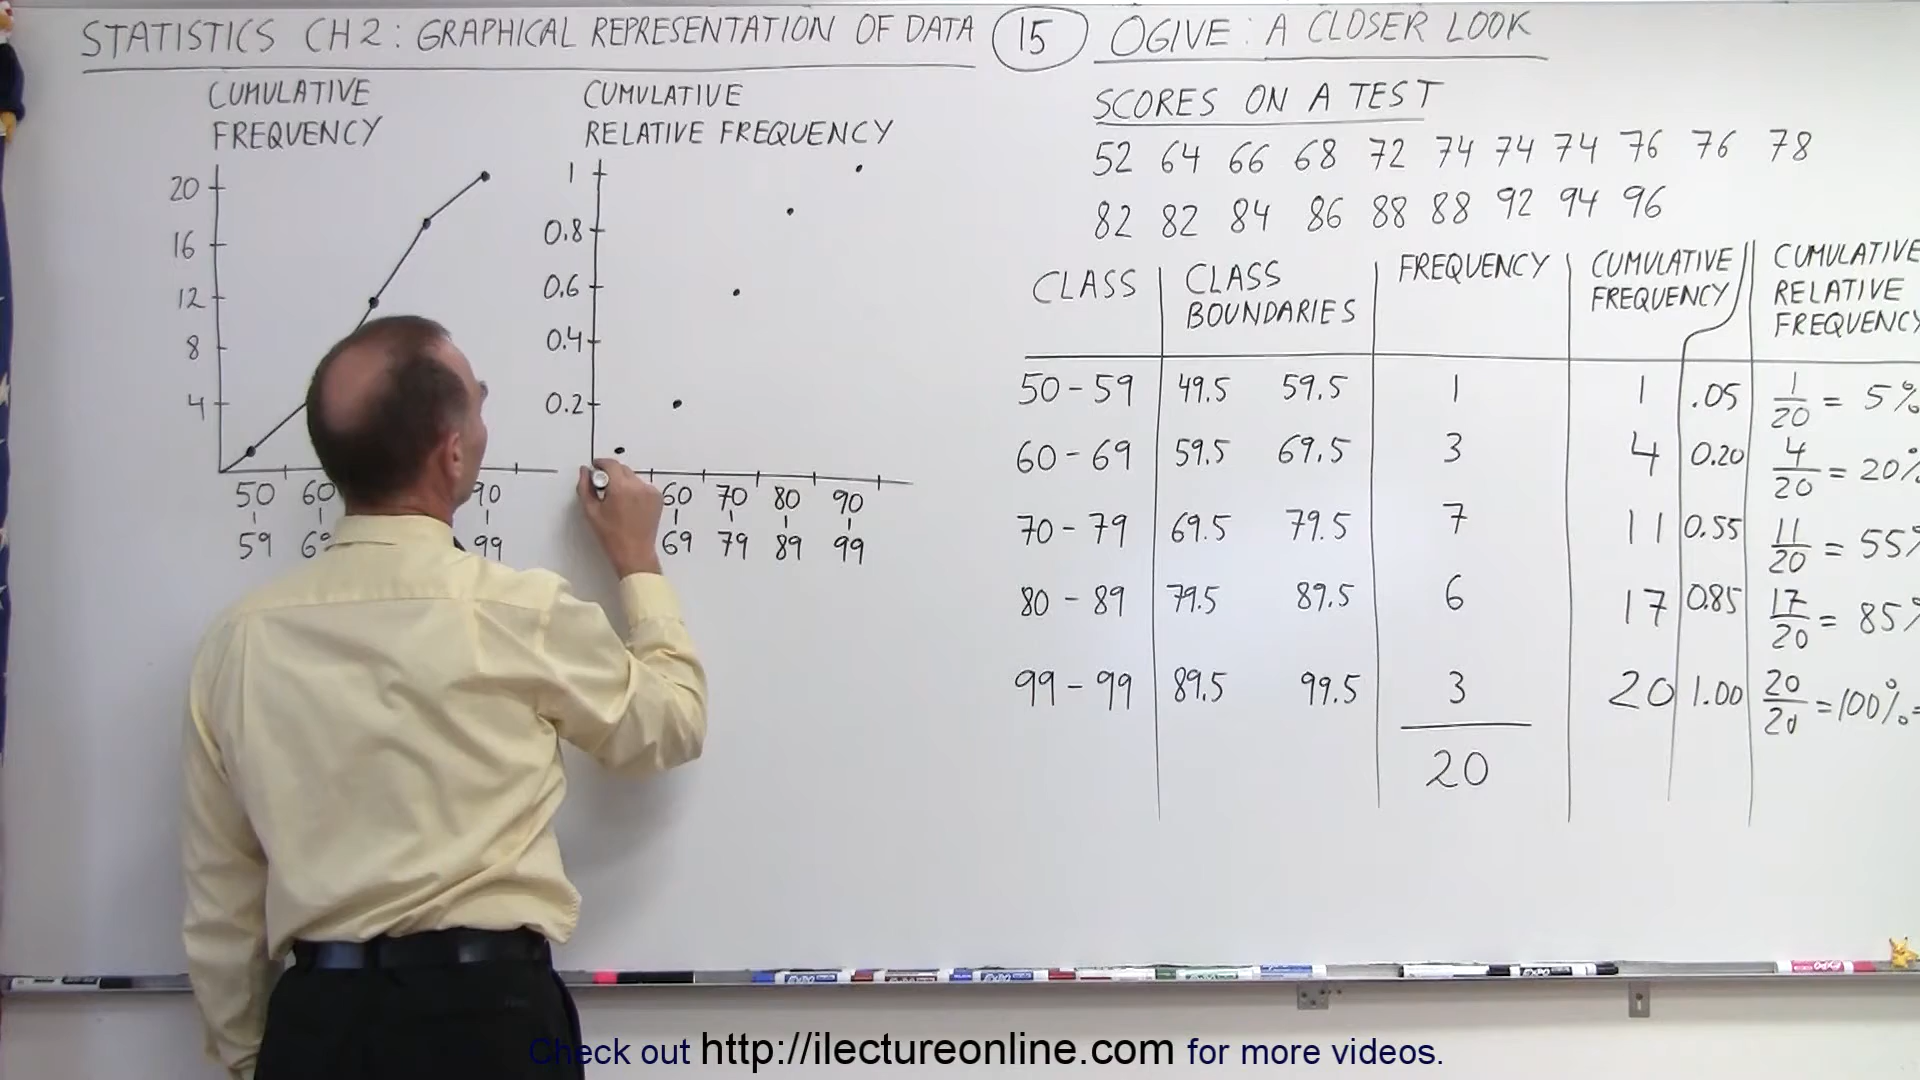 STATISTICS CH2: GRAPHICAL REPRESENTATION OF DATA 15 OGIVE: A CLOSER LOOK
CUMULATIVE
FREQUENCY
20
16
12
8
4
50 60 90
59 69 99
CUMULATIVE
RELATIVE FREQUENCY
1
0.8
0.6
0.4
0.2
60 70 80 90
69 79 89 99
SCORES ON A TEST
52 64 66 68 72 74 74 74 76 76 78
82 82 84 86 88 88 92 94 96
CLASS
CLASS BOUNDARIES
FREQUENCY
CUMULATIVE FREQUENCY
CUMULATIVE RELATIVE FREQUENCY
50-59 49.5 59.5 1 1 .05 1/20 = 5%
60-69 59.5 69.5 3 4 0.20 4/20 = 20%
70-79 69.5 79.5 7 11 0.55 11/20 = 55%
80-89 79.5 89.5 6 17 0.85 17/20 = 85%
99-99 89.5 99.5 3 20 1.00 20/20 = 100% =
20
Check out http://ilectureonline.com for more videos.